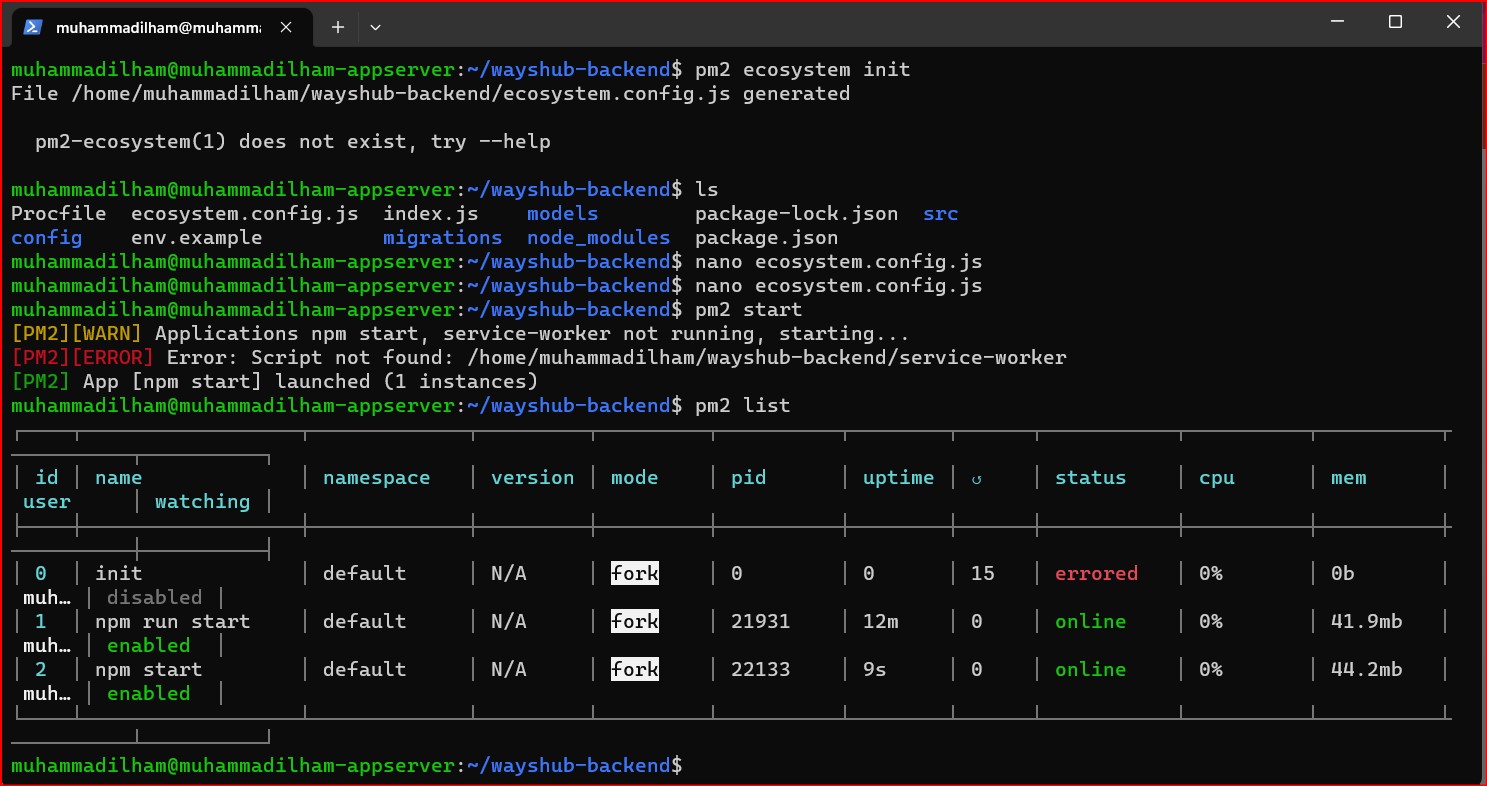 muhammadilham@muhamma
muhammadilham@muhammadilham-appserver:~/wayshub-backend$ pm2 ecosystem init
File /home/muhammadilham/wayshub-backend/ecosystem.config.js generated
pm2-ecosystem(1) does not exist, try --help
muhammadilham@muhammadilham-appserver:~/wayshub-backend$ ls
Procfile ecosystem.config.js index.js models package-lock.json src
config env.example migrations node_modules package.json
muhammadilham@muhammadilham-appserver:~/wayshub-backend$ nano ecosystem.config.js
muhammadilham@muhammadilham-appserver:~/wayshub-backend$ nano ecosystem.config.js
muhammadilham@muhammadilham-appserver:~/wayshub-backend$ pm2 start
[PM2][WARN] Applications npm start, service-worker not running, starting...
[PM2][ERROR] Error: Script not found: /home/muhammadilham/wayshub-backend/service-worker
[PM2] App [npm start] launched (1 instances)
muhammadilham@muhammadilham-appserver:~/wayshub-backend$ pm2 list
│ id │ name │ namespace │ version │ mode │ pid │ uptime │ ↺ │ status │ cpu │ mem │
user │ watching │
│ 0 │ init │ default │ N/A │ fork │ 0 │ 0 │ 15 │ errored │ 0% │ 0b │
muh… │ disabled │
│ 1 │ npm run start │ default │ N/A │ fork │ 21931 │ 12m │ 0 │ online │ 0% │ 41.9mb │
muh… │ enabled │
│ 2 │ npm start │ default │ N/A │ fork │ 22133 │ 9s │ 0 │ online │ 0% │ 44.2mb │
muh… │ enabled │
muhammadilham@muhammadilham-appserver:~/wayshub-backend$